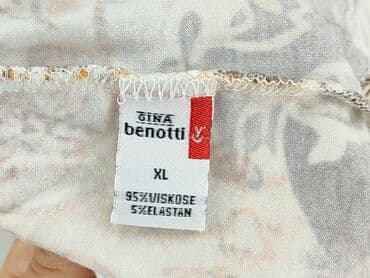 GINA
benotti
XL
95%VISKOSE
5%ELASTAN